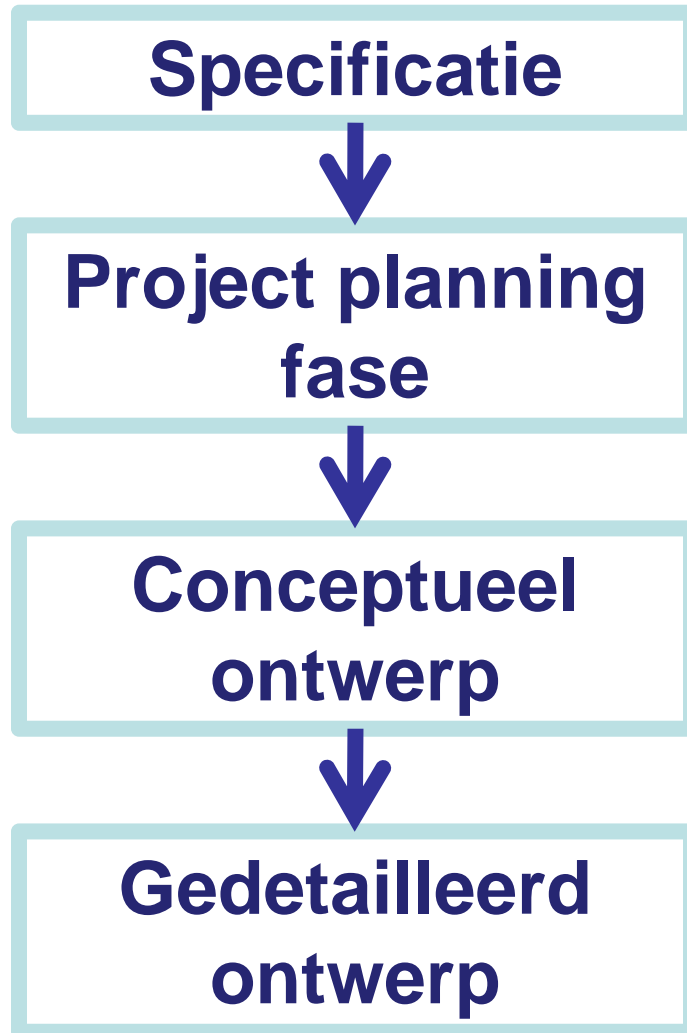 Specificatie
Project planning
fase
Conceptueel
ontwerp
Gedetailleerd
ontwerp